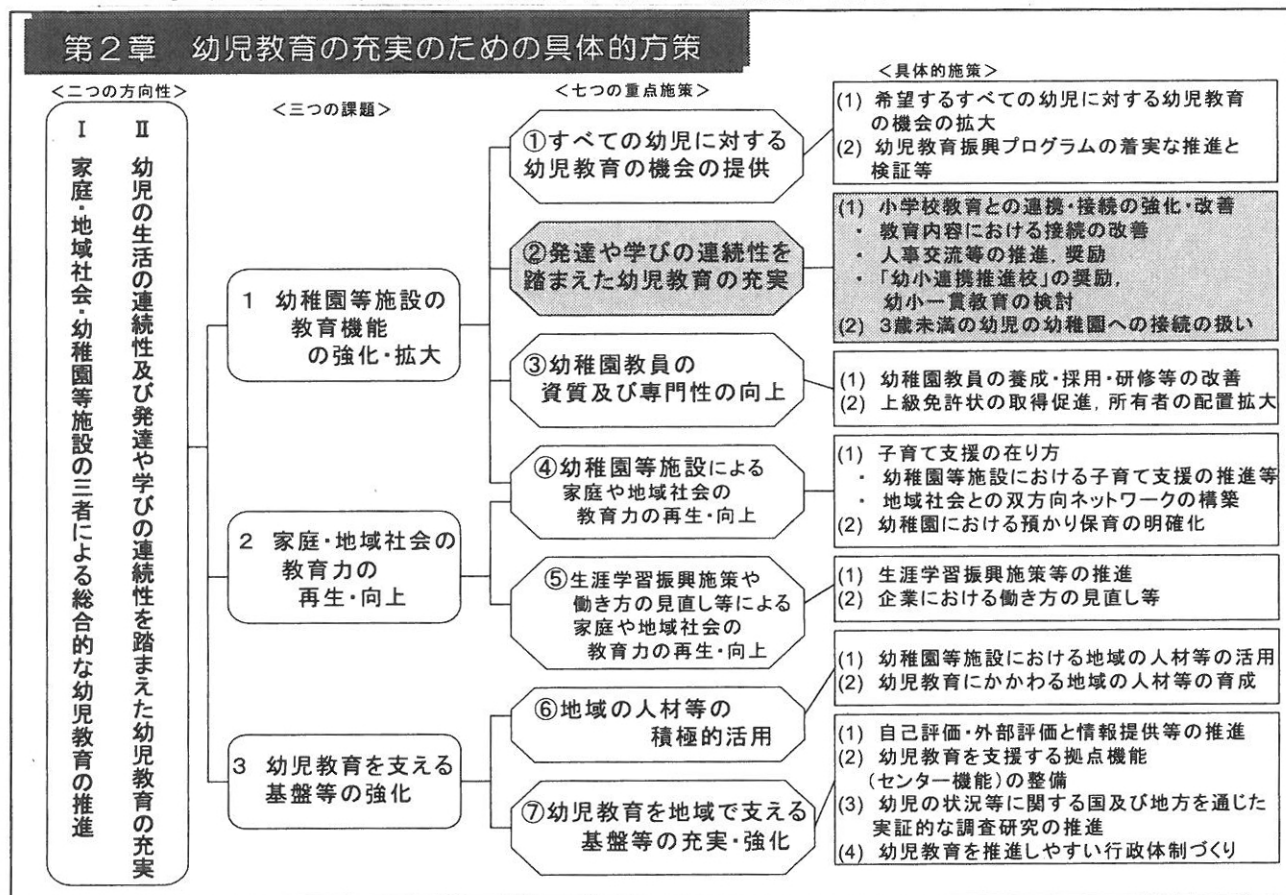 第2章　幼児教育の充実のための具体的方策
<二つの方向性>
Ⅰ　家庭・地域社会・幼稚園等施設の三者による総合的な幼児教育の推進
Ⅱ　幼児の生活の連続性及び発達や学びの連続性を踏まえた幼児教育の充実
<三つの課題>
1　幼稚園等施設の
教育機能
の強化・拡大
2　家庭・地域社会の
教育力の
再生・向上
3　幼児教育を支える
基盤等の強化
<七つの重点施策>
①すべての幼児に対する
幼児教育の機会の提供
②発達や学びの連続性を
踏まえた幼児教育の充実
③幼稚園教員の
資質及び専門性の向上
④幼稚園等施設による
家庭や地域社会の
教育力の再生・向上
⑤生涯学習振興施策や
働き方の見直し等による
家庭や地域社会の
教育力の再生・向上
⑥地域の人材等の
積極的活用
⑦幼児教育を地域で支える
基盤等の充実・強化
<具体的施策>
(1)　希望するすべての幼児に対する幼児教育
の機会の拡大
(2)　幼児教育振興プログラムの着実な推進と
検証等
(1)　小学校教育との連携・接続の強化・改善
・　教育内容における接続の改善
・　人事交流等の推進，奨励
・　「幼小連携推進校」の奨励，
幼小一貫教育の検討
(2)　3歳未満の幼児の幼稚園への接続の扱い
(1)　幼稚園教員の養成・採用・研修等の改善
(2)　上級免許状の取得促進，所有者の配置拡大
(1)　子育て支援の在り方
・　幼稚園等施設における子育て支援の推進等
・　地域社会との双方向ネットワークの構築
(2)　幼稚園における預かり保育の明確化
(1)　生涯学習振興施策等の推進
(2)　企業における働き方の見直し等
(1)　幼稚園等施設における地域の人材等の活用
(2)　幼児教育にかかわる地域の人材等の育成
(1)　自己評価・外部評価と情報提供等の推進
(2)　幼児教育を支援する拠点機能
（センター機能）の整備
(3)　幼児の状況等に関する国及び地方を通じた
実証的な調査研究の推進
(4)　幼児教育を推進しやすい行政体制づくり